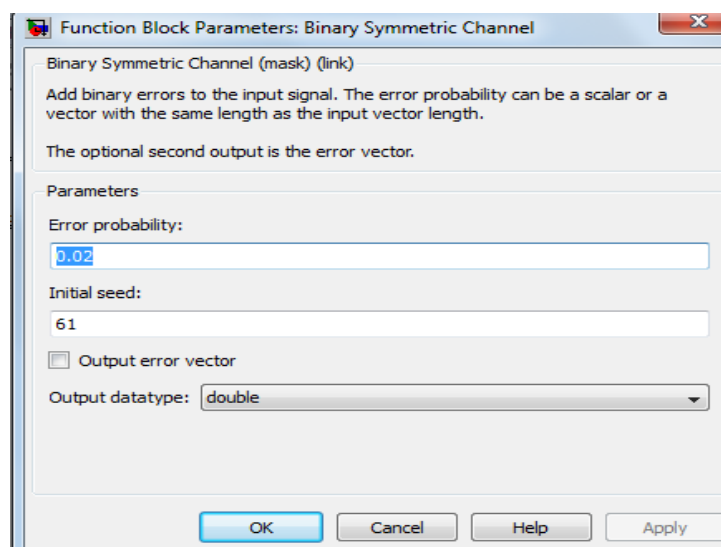 Function Block Parameters: Binary Symmetric Channel
Binary Symmetric Channel (mask) (link)
Add binary errors to the input signal. The error probability can be a scalar or a
vector with the same length as the input vector length.
The optional second output is the error vector.
Parameters
Error probability:
0.02
Initial seed:
61
Output error vector
Output datatype: double
OK Cancel Help Apply